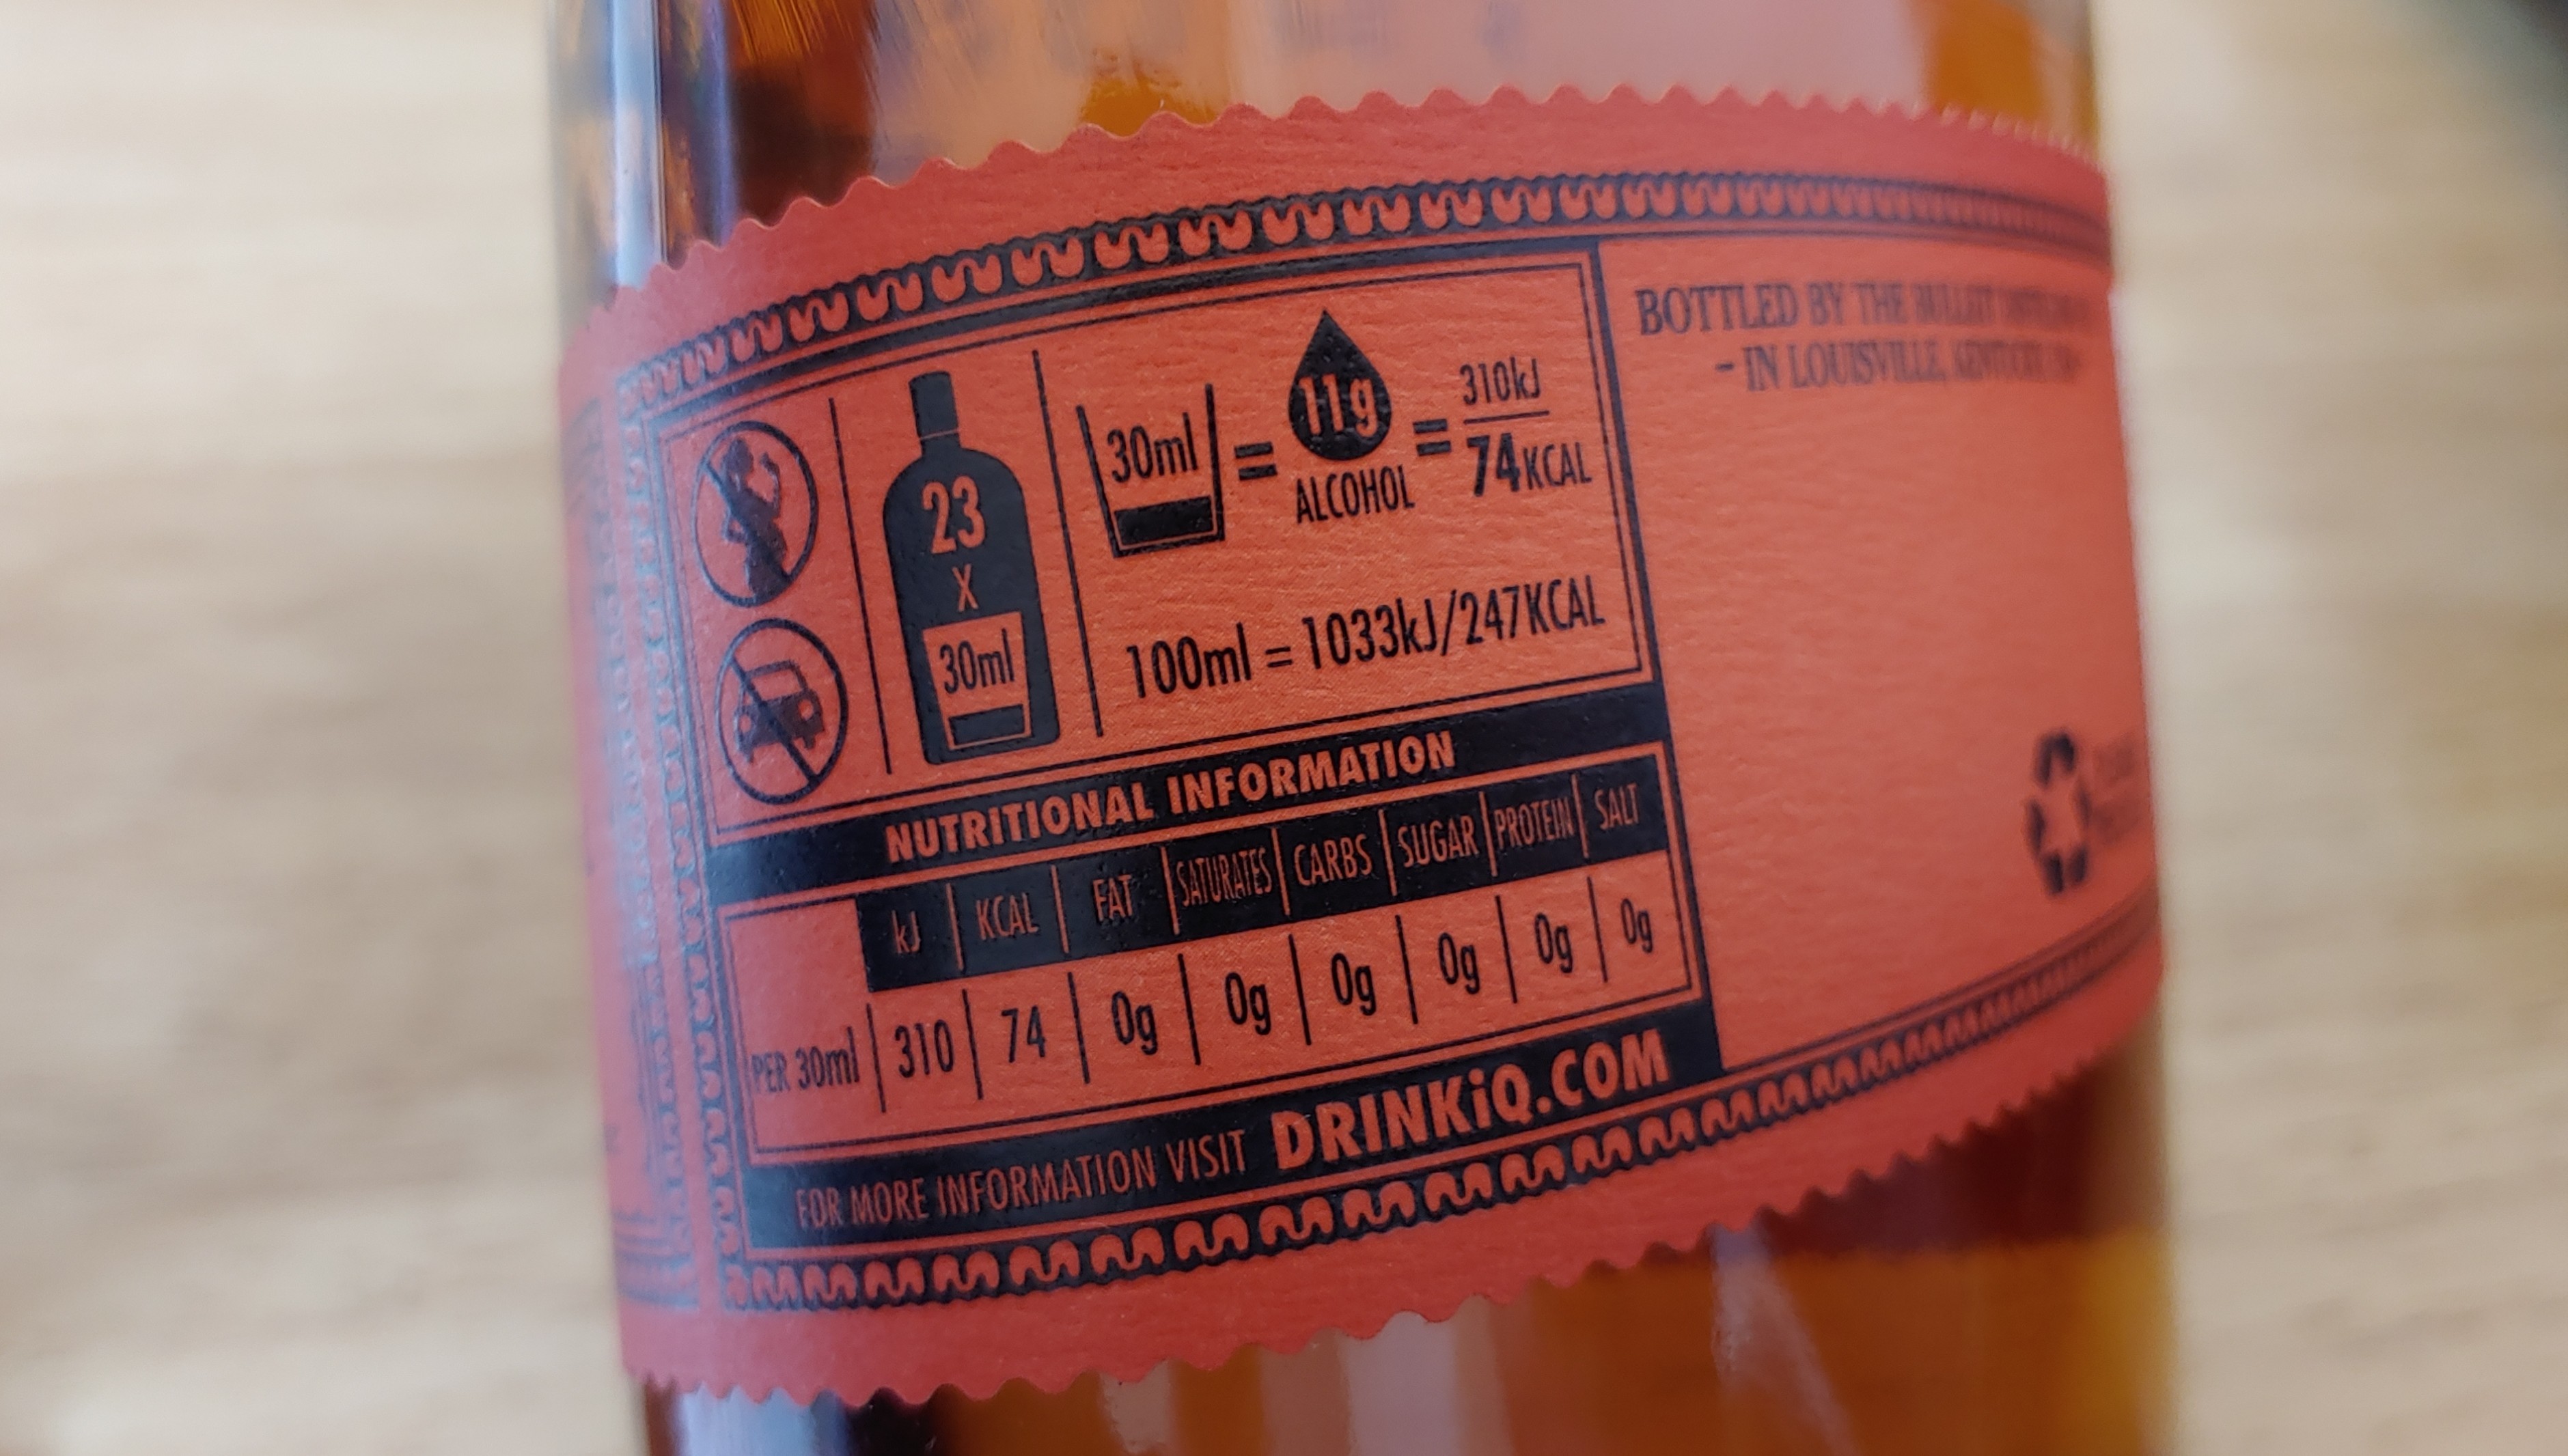 BOTTLED BY THE BULLEIT
- IN LOUISVILLE, KENTUCKY,
23
X
30ml
30ml = 11g = 310kJ
ALCOHOL 74KCAL
100ml = 1033kJ/247KCAL
NUTRITIONAL INFORMATION
kJ KCAL FAT SATURATES CARBS SUGAR PROTEIN SALT
PER 30ml 310 74 0g 0g 0g 0g 0g 0g
FOR MORE INFORMATION VISIT DRINKiQ.COM